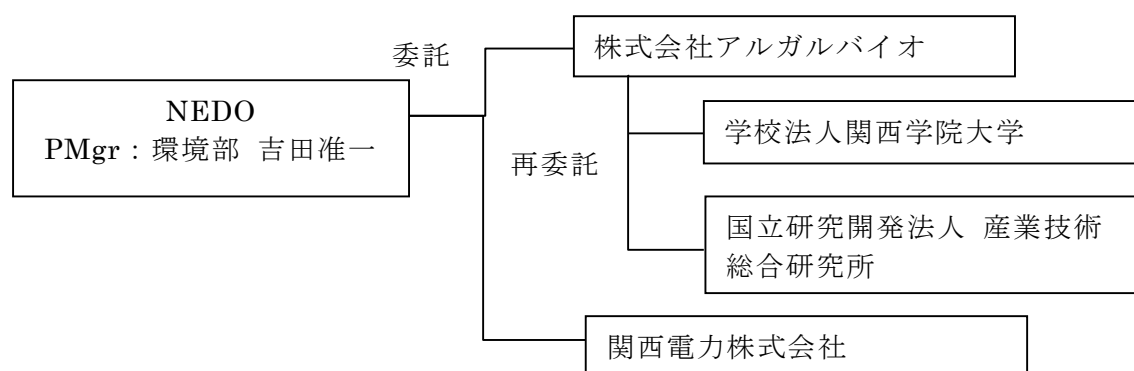 委託
NEDO
PMgr：環境部 吉田准一
株式会社アルガルバイオ
再委託
学校法人関西学院大学
国立研究開発法人 産業技術
総合研究所
関西電力株式会社